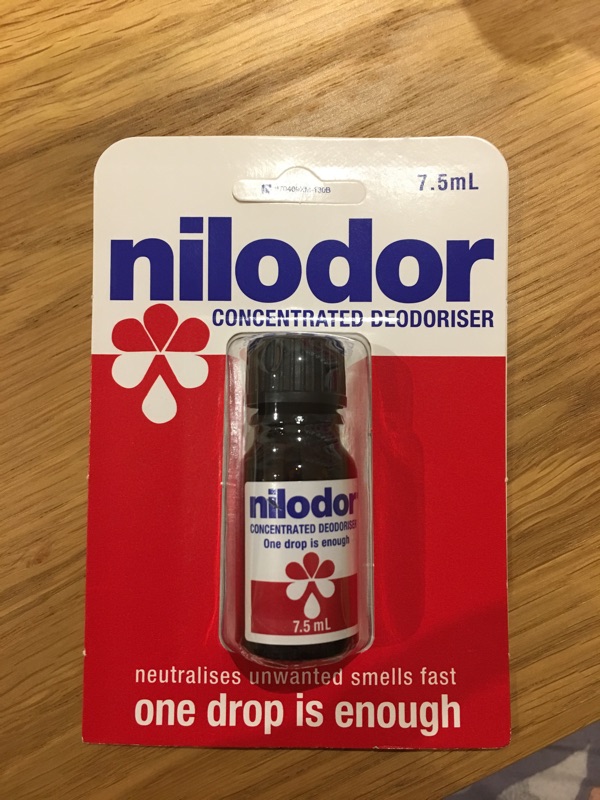 7.5mL
nilodor
CONCENTRATED DEODORISER
nilodor
CONCENTRATED DEODORISER
One drop is enough
7.5 mL
neutralises unwanted smells fast
one drop is enough